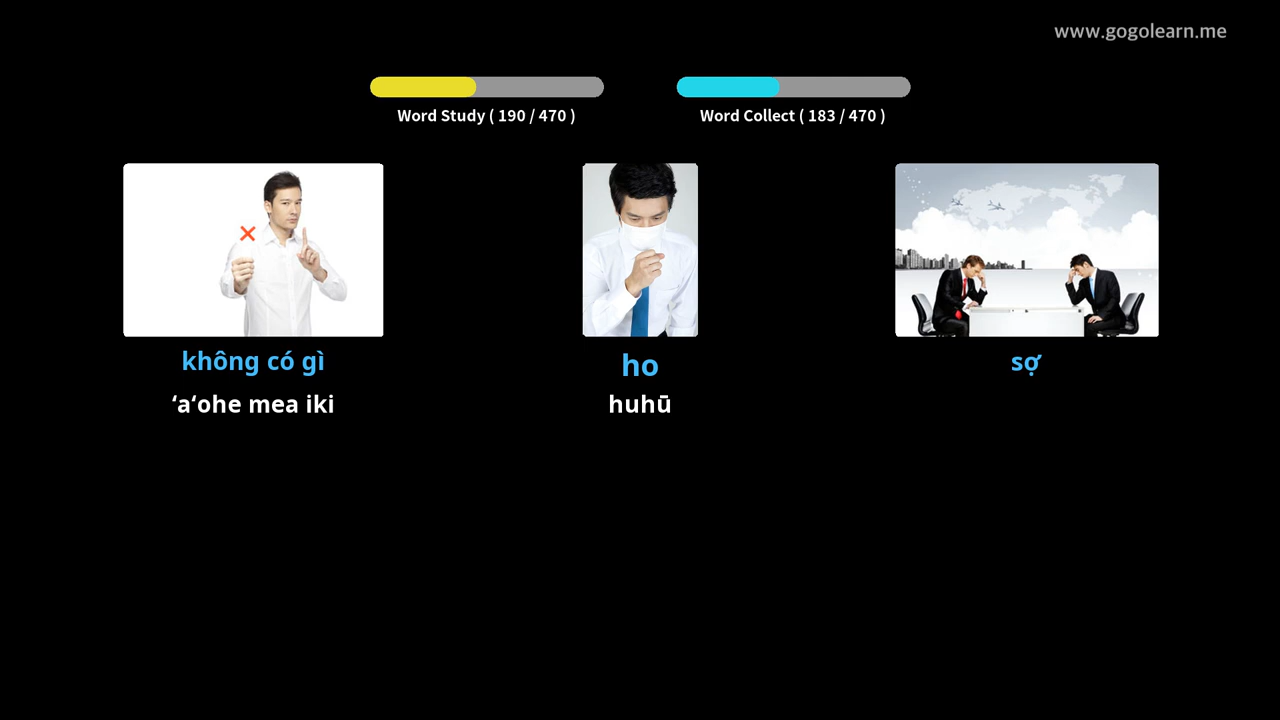 www.gogolearn.me
Word Study ( 190 / 470 )
Word Collect ( 183 / 470 )
không có gì
ho
sợ
ʻaʻohe mea iki
huhū